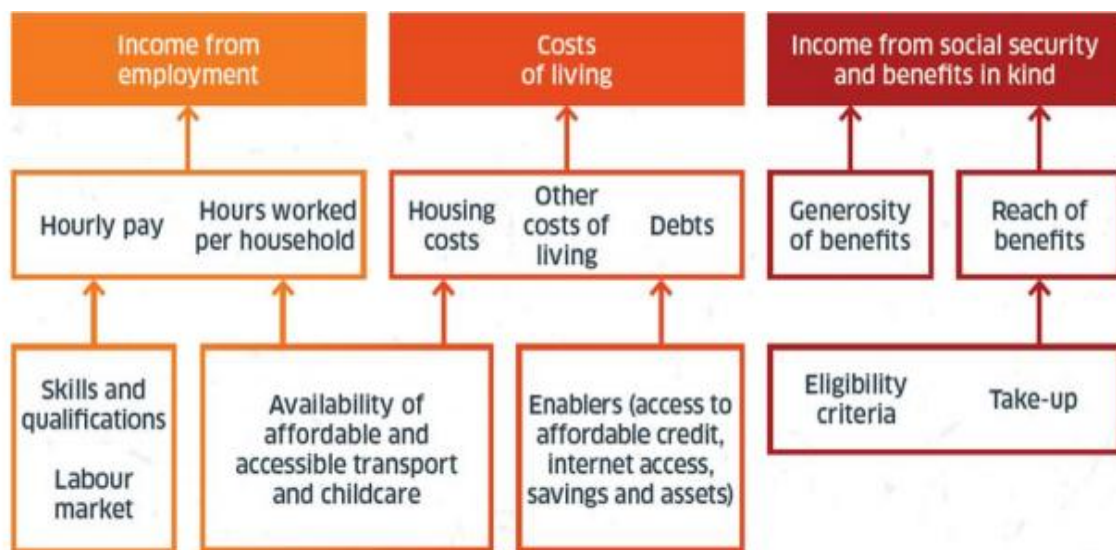 Income from
employment
Costs
of living
Income from social security
and benefits in kind
Hourly pay
Hours worked
per household
Housing
costs
Other
costs of
living
Debts
Generosity
of benefits
Reach of
benefits
Skills and
qualifications
Labour
market
Availability of
affordable and
accessible transport
and childcare
Enablers (access to
affordable credit,
internet access,
savings and assets)
Eligibility
criteria
Take-up